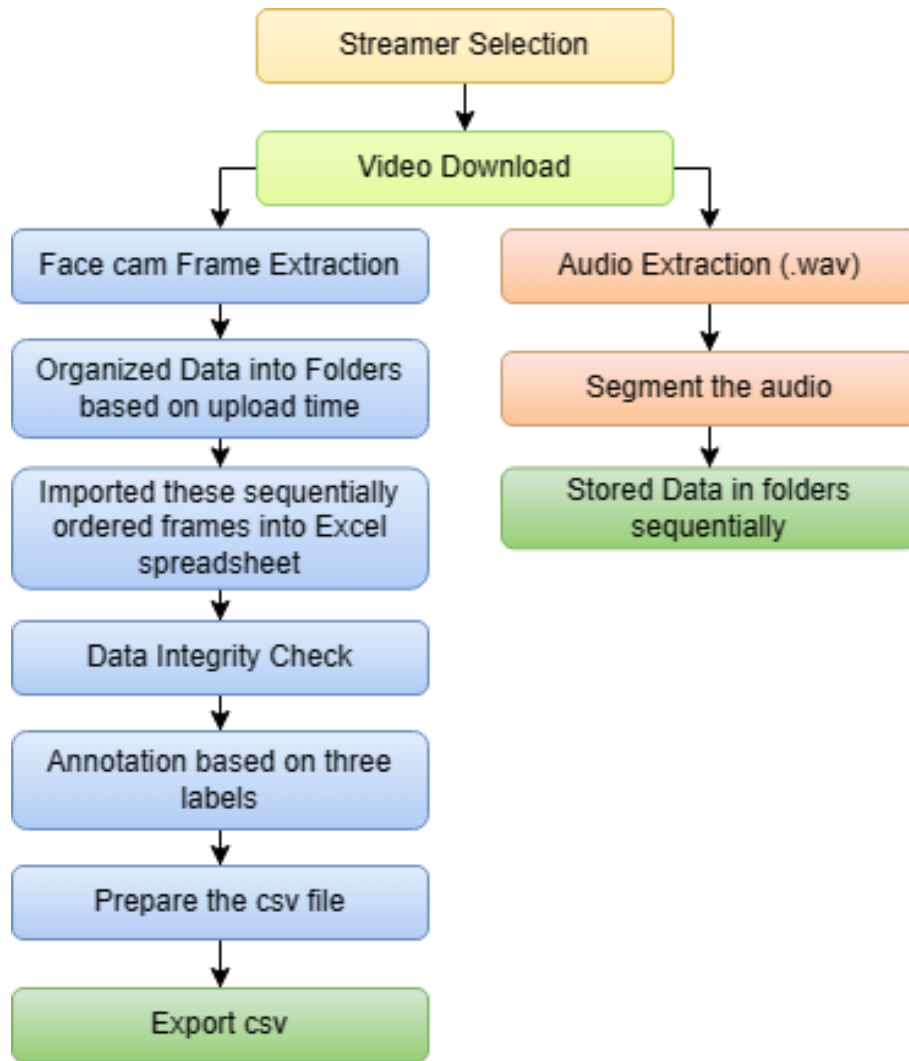 Streamer Selection
Video Download
Face cam Frame Extraction
Organized Data into Folders
based on upload time
Imported these sequentially
ordered frames into Excel
spreadsheet
Data Integrity Check
Annotation based on three
labels
Prepare the csv file
Export csv
Audio Extraction (.wav)
Segment the audio
Stored Data in folders
sequentially